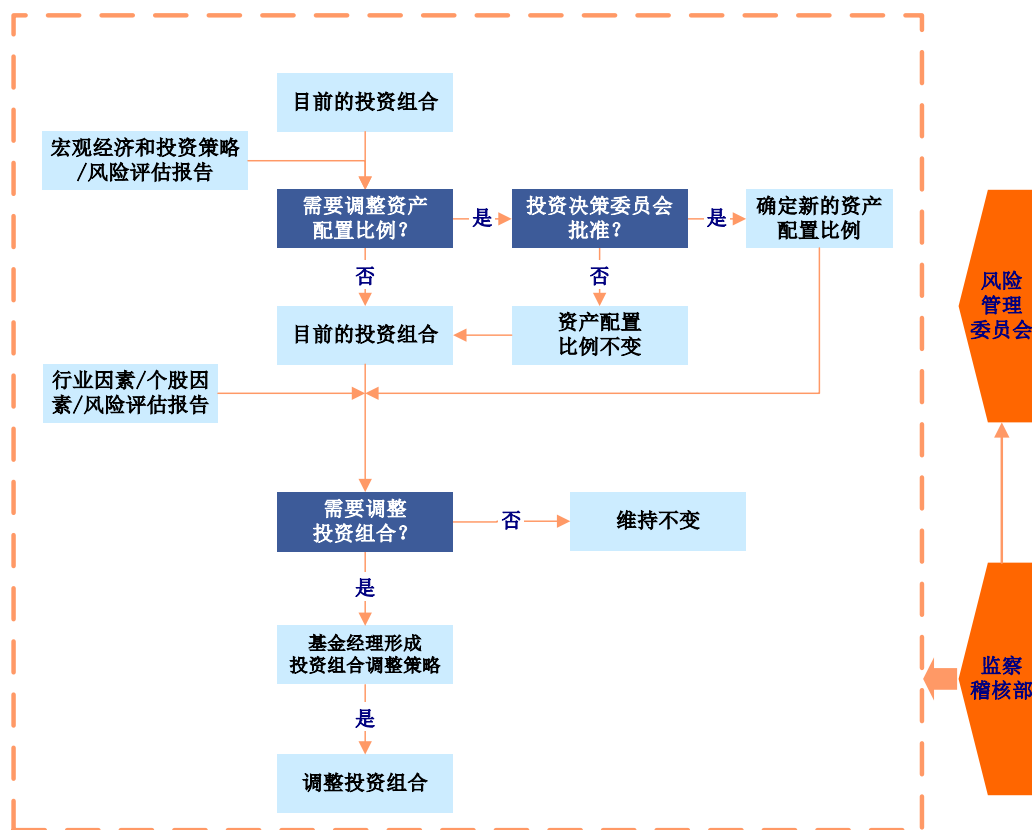 目前的投资组合
宏观经济和投资策略
/风险评估报告
需要调整资产
配置比例？
是
投资决策委员会
批准？
是
确定新的资产
配置比例
否
否
目前的投资组合
资产配置
比例不变
行业因素/个股因
素/风险评估报告
需要调整
投资组合？
否
维持不变
是
基金经理形成
投资组合调整策略
是
调整投资组合
风险
管理
委员会
监察
稽核部